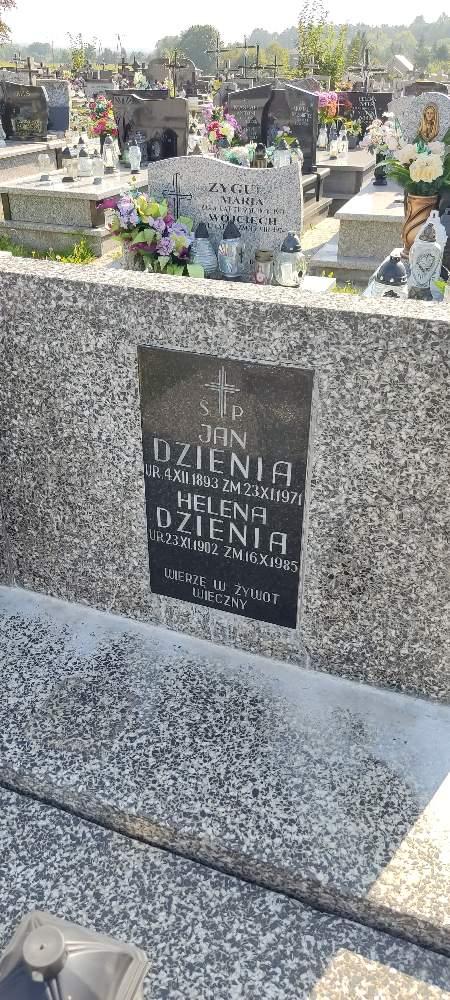 ZYGUŁ
MARIA
WOJCIECH
Ś P
JAN
DZIENIA
UR. 4.XII.1893 ZM.23.XI.1971
HELENA
DZIENIA
UR.23.XI.1902 ZM.16.X.1985
WIERZE W ŻYWOT
WIECZNY